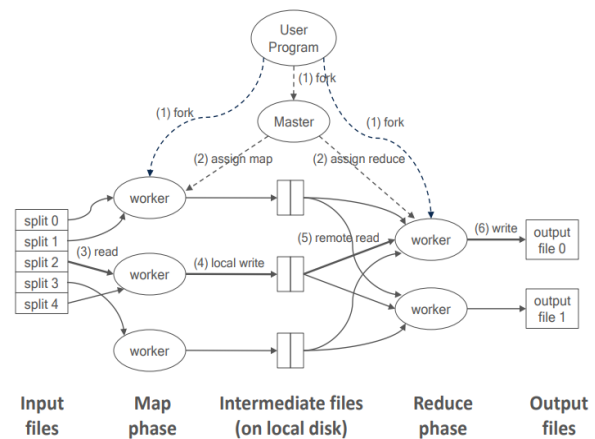 User
Program
(1) fork
(1) fork
(1) fork
Master
(2) assign map
(2) assign reduce
worker
split 0
split 1
split 2
split 3
split 4
(3) read
worker
(4) local write
(5) remote read
worker
(6) write
output
file 0
worker
output
file 1
worker
Input
files
Map
phase
Intermediate files
(on local disk)
Reduce
phase
Output
files